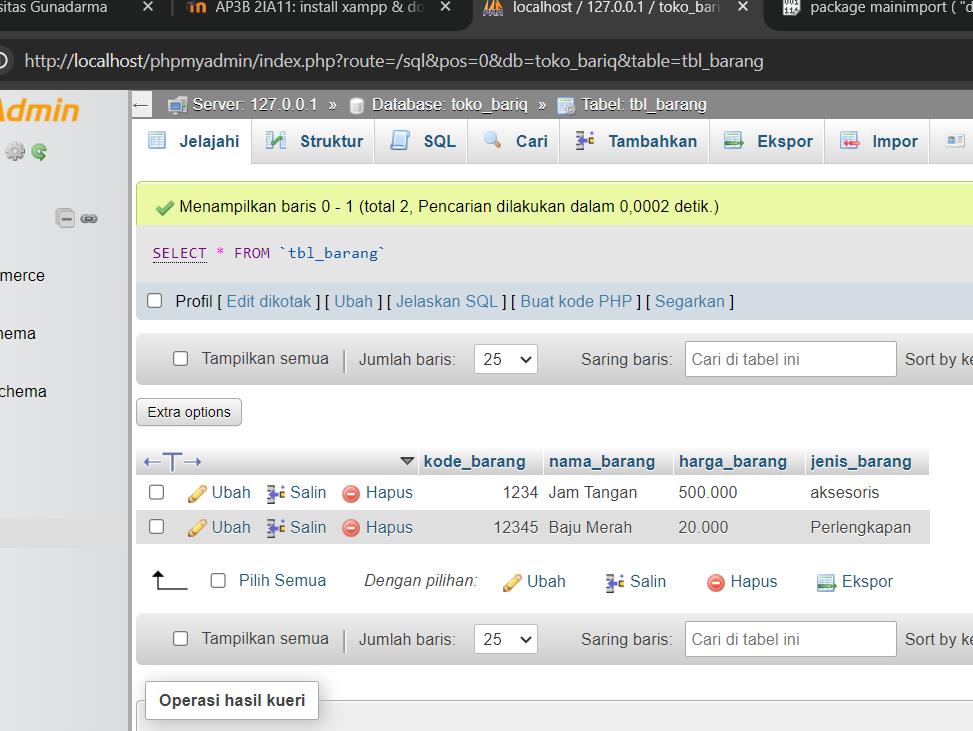 sitas Gunadarma
AP3B 2IA11: install xampp & do
localhost / 127.0.0.1 / toko_bari
package mainimport ( "d
http://localhost/phpmyadmin/index.php?route=/sql&pos=0&db=toko_bariq&table=tbl_barang
Admin
Server: 127.0.0.1 » Database: toko_bariq » Tabel: tbl_barang
Jelajahi Struktur SQL Cari Tambahkan Ekspor Impor
Menampilkan baris 0 - 1 (total 2, Pencarian dilakukan dalam 0,0002 detik.)
SELECT * FROM `tbl_barang`
merce
Profil [ Edit dikotak ] [ Ubah ] [ Jelaskan SQL ] [ Buat kode PHP ] [ Segarkan ]
hema
Tampilkan semua Jumlah baris: 25 Saring baris: Cari di tabel ini Sort by ke
chema
Extra options
kode_barang nama_barang harga_barang jenis_barang
Ubah Salin Hapus 1234 Jam Tangan 500.000 aksesoris
Ubah Salin Hapus 12345 Baju Merah 20.000 Perlengkapan
Pilih Semua Dengan pilihan: Ubah Salin Hapus Ekspor
Tampilkan semua Jumlah baris: 25 Saring baris: Cari di tabel ini Sort by ke
Operasi hasil kueri